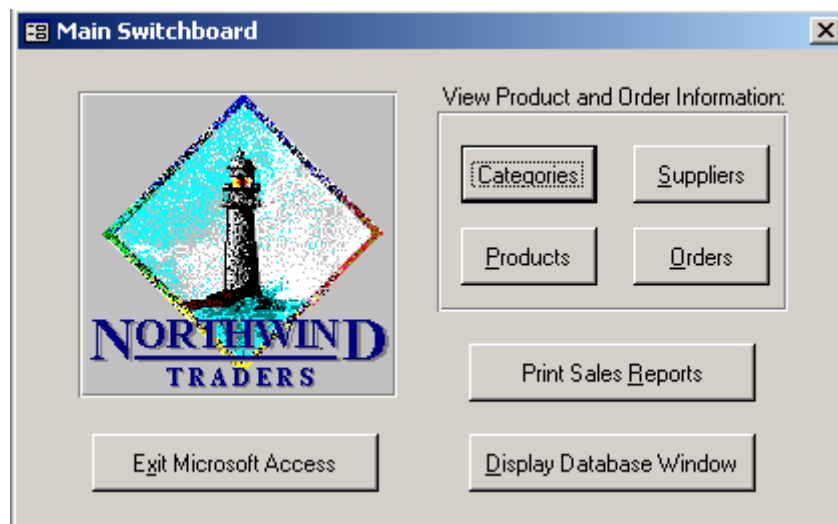 Main Switchboard
View Product and Order Information:
Categories
Suppliers
Products
Orders
NORTHWIND
TRADERS
Print Sales Reports
Exit Microsoft Access
Display Database Window